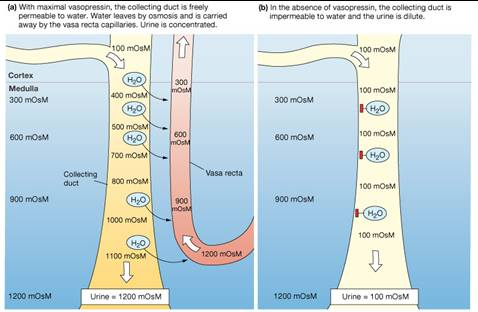 (a) With maximal vasopressin, the collecting duct is freely
permeable to water. Water leaves by osmosis and is carried
away by the vasa recta capillaries. Urine is concentrated.
100 mOsM
Cortex
Medulla
300 mOsM
600 mOsM
900 mOsM
1200 mOsM
H₂O
400 mOsM
H₂O
500 mOsM
H₂O
700 mOsM
Collecting
duct
800 mOsM
H₂O
1000 mOsM
H₂O
1100 mOsM
Urine = 1200 mOsM
300
mOsM
600
mOsM
Vasa recta
900
mOsM
1200 mOsM
(b) In the absence of vasopressin, the collecting duct is
impermeable to water and the urine is dilute.
100 mOsM
300 mOsM
100 mOsM
H₂O
600 mOsM
100 mOsM
H₂O
900 mOsM
100 mOsM
H₂O
100 mOsM
1200 mOsM
Urine = 100 mOsM